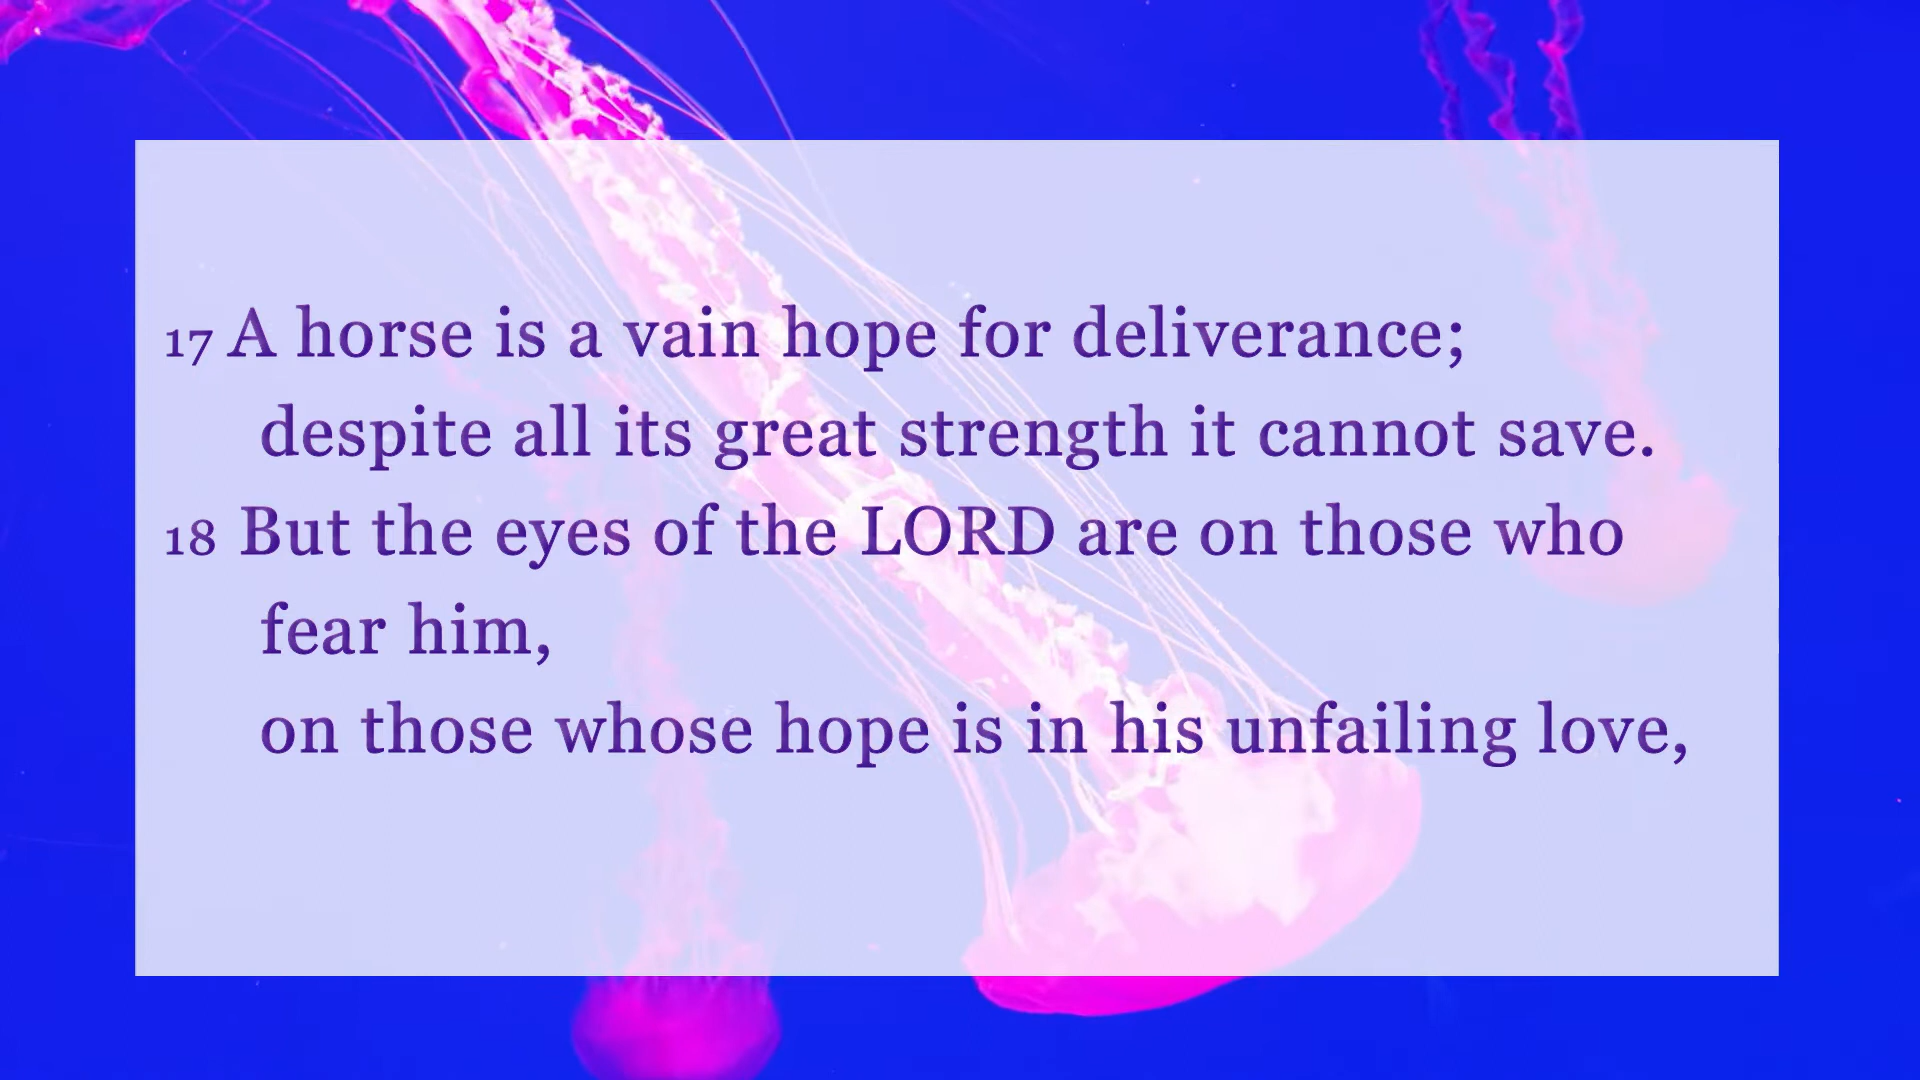 17 A horse is a vain hope for deliverance;
despite all its great strength it cannot save.
18 But the eyes of the LORD are on those who
fear him,
on those whose hope is in his unfailing love,